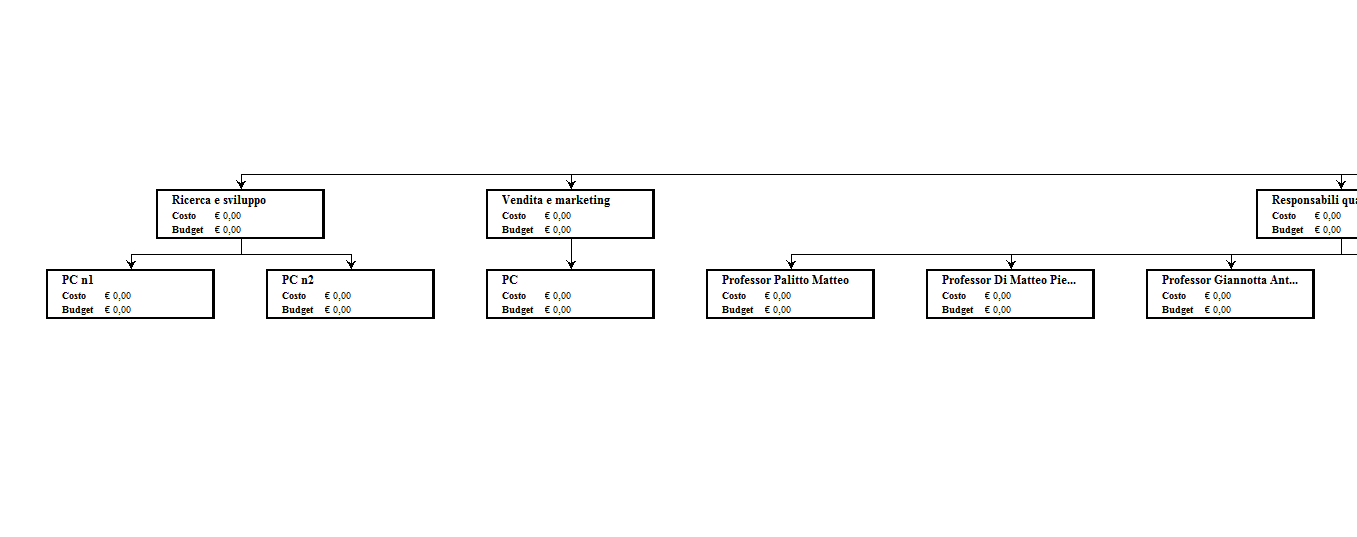 Ricerca e sviluppo
Costo € 0,00
Budget € 0,00
Vendita e marketing
Costo € 0,00
Budget € 0,00
Responsabili
Costo € 0,00
Budget € 0,00
PC n1
Costo € 0,00
Budget € 0,00
PC n2
Costo € 0,00
Budget € 0,00
PC
Costo € 0,00
Budget € 0,00
Professor Palitto Matteo
Costo € 0,00
Budget € 0,00
Professor Di Matteo Pie...
Costo € 0,00
Budget € 0,00
Professor Giannotta Ant...
Costo € 0,00
Budget € 0,00